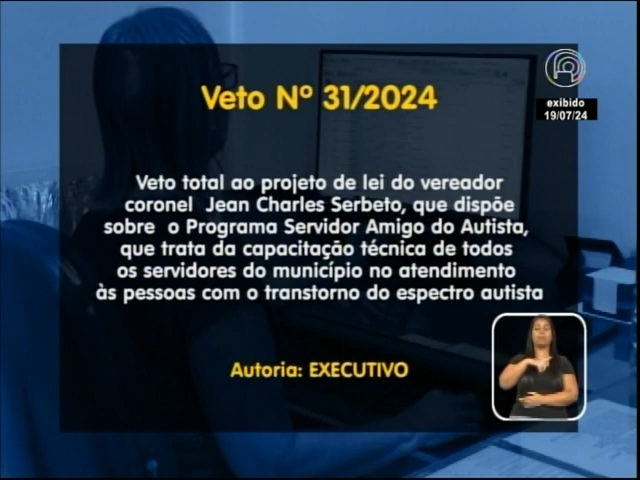 Veto Nº 31/2024
exibido
19/07/24
Veto total ao projeto de lei do vereador
coronel Jean Charles Serbeto, que dispõe
sobre o Programa Servidor Amigo do Autista,
que trata da capacitação técnica de todos
os servidores do município no atendimento
às pessoas com o transtorno do espectro autista
Autoria: EXECUTIVO